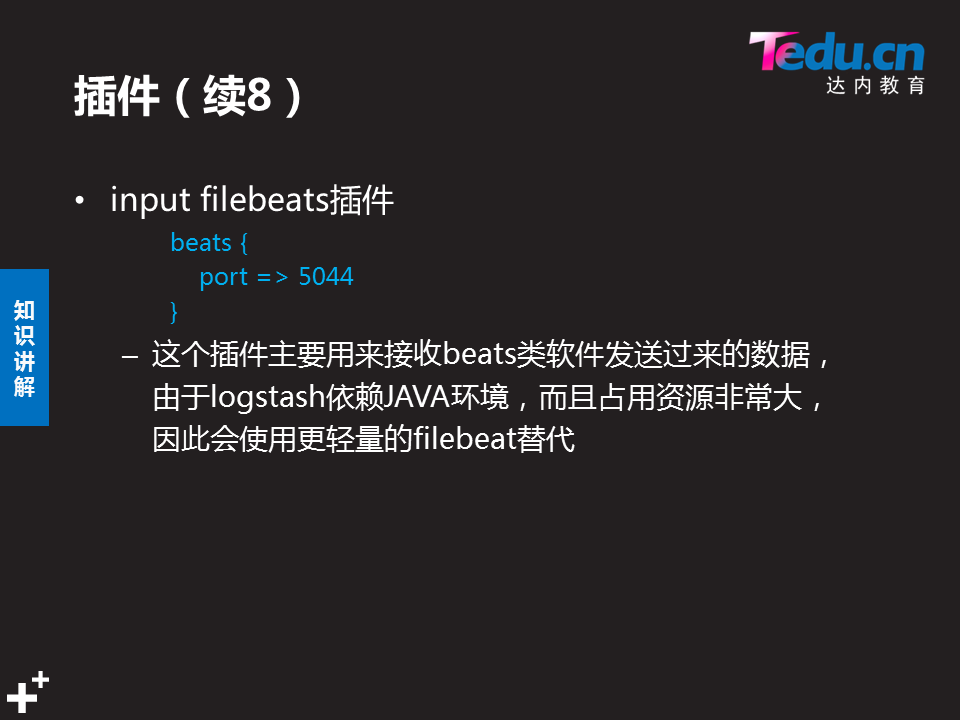 Tedu.cn
达内教育
插件（续8）
• input filebeats插件
beats {
port => 5044
}
知识讲解
– 这个插件主要用来接收beats类软件发送过来的数据，
由于logstash依赖JAVA环境，而且占用资源非常大，
因此会使用更轻量的filebeat替代